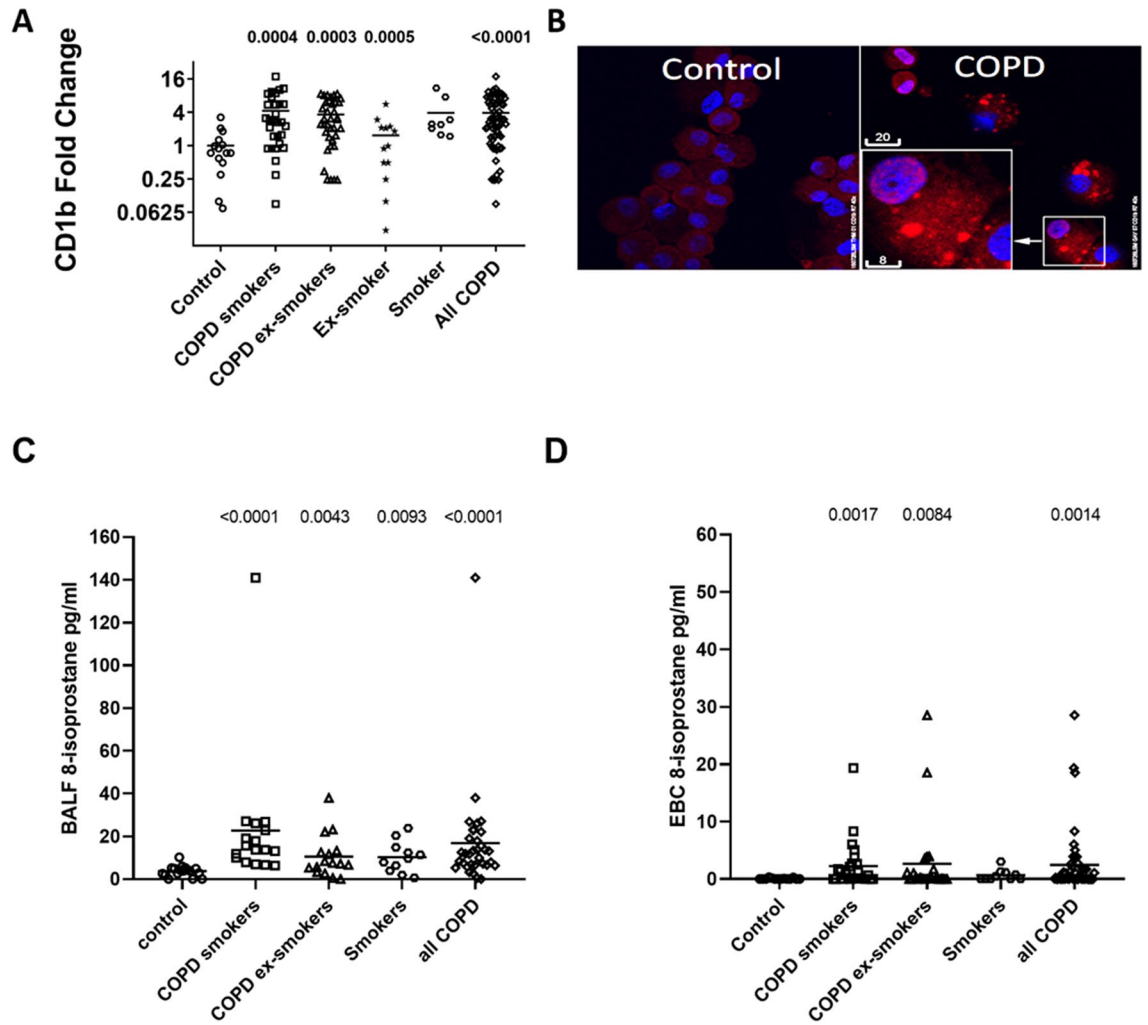 A
CD1b Fold Change
0.0004 0.0003 0.0005 <0.0001
16
4
1
0.25
0.0625
Control
COPD smokers
COPD ex-smokers
Ex-smoker
Smoker
All COPD
B
Control
COPD
20
8
C
BALF 8-isoprostane pg/ml
<0.0001 0.0043 0.0093 <0.0001
160
140
120
100
80
60
40
20
0
control
COPD smokers
COPD ex-smokers
Smokers
all COPD
D
EBC 8-isoprostane pg/ml
0.0017 0.0084 0.0014
60
50
40
30
20
10
0
Control
COPD smokers
COPD ex-smokers
Smokers
all COPD